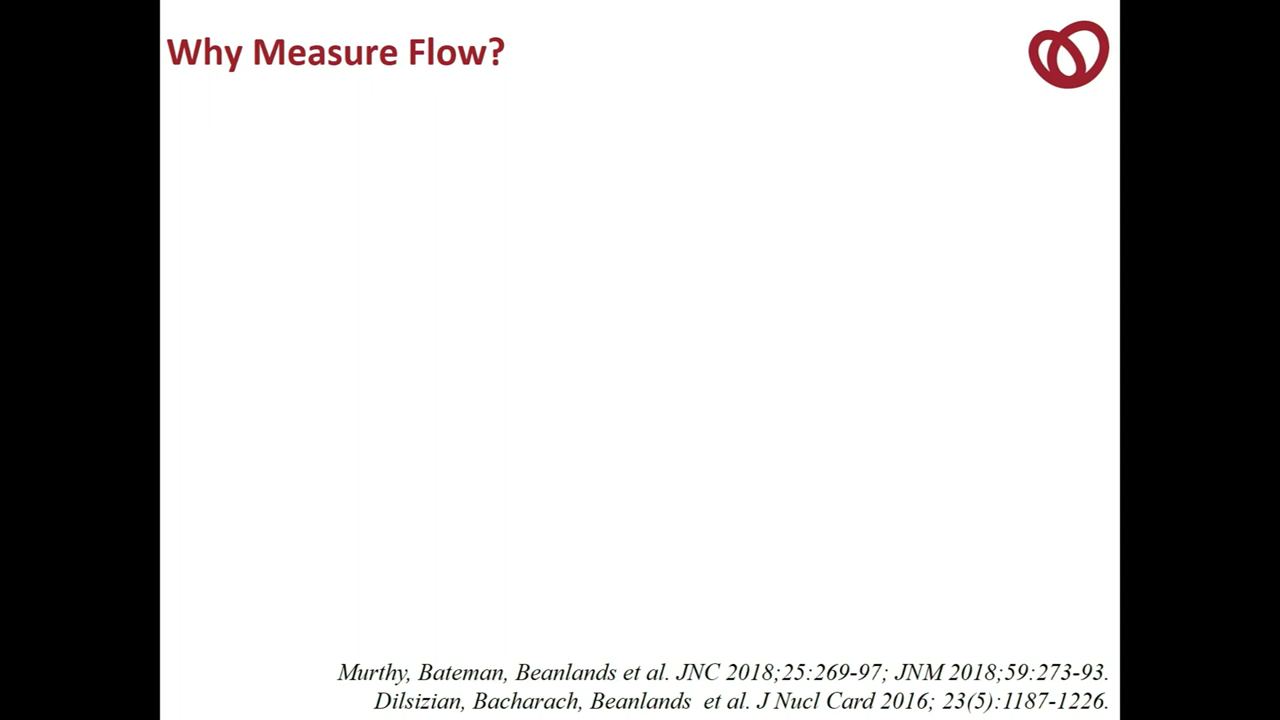 Why Measure Flow?
Murthy, Bateman, Beanlands et al. JNC 2018;25:269-97; JNM 2018;59:273-93.
Dilsizian, Bacharach, Beanlands  et al. J Nucl Card 2016; 23(5):1187-1226.